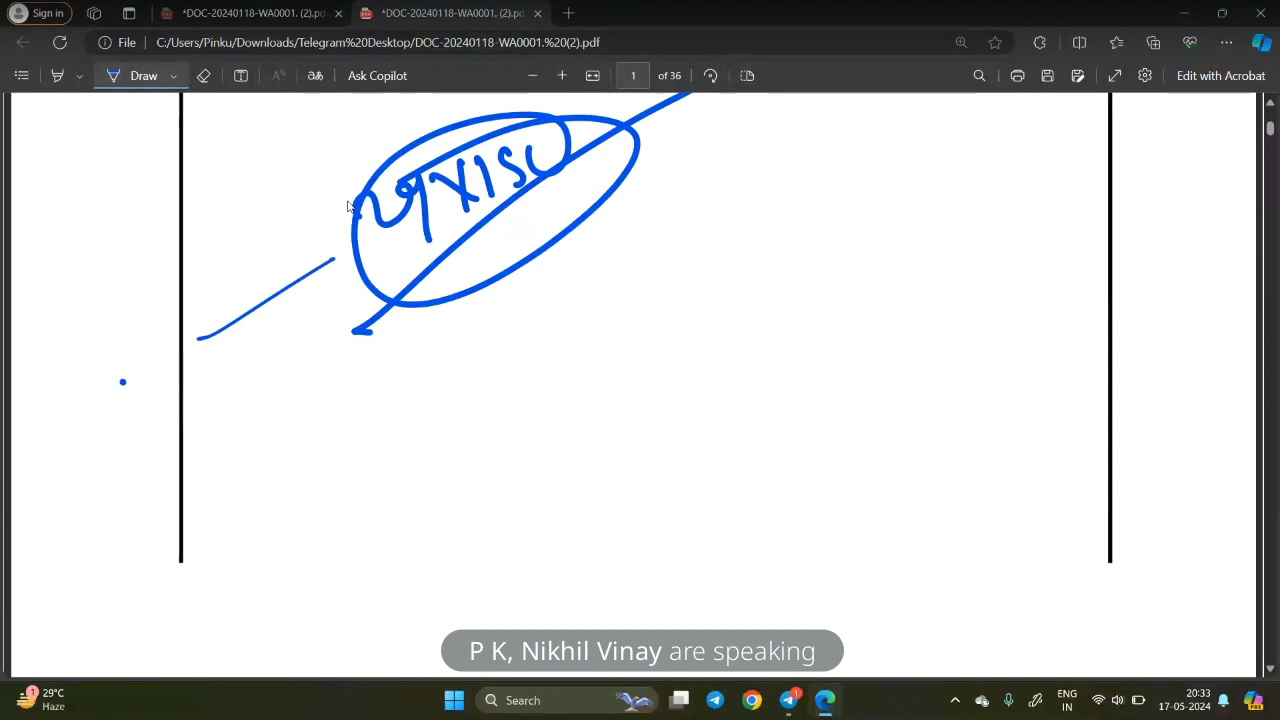 Sign in
*DOC-20240118-WA0001. (2).pd
*DOC-20240118-WA0001. (2).pd
File
C:/Users/Pinku/Downloads/Telegram%20Desktop/DOC-20240118-WA0001.%20(2).pdf
Draw
Ask Copilot
1 of 36
Edit with Acrobat
P K, Nikhil Vinay are speaking
1
29°C
Haze
Search
1
ENG
IN
20:33
17-05-2024